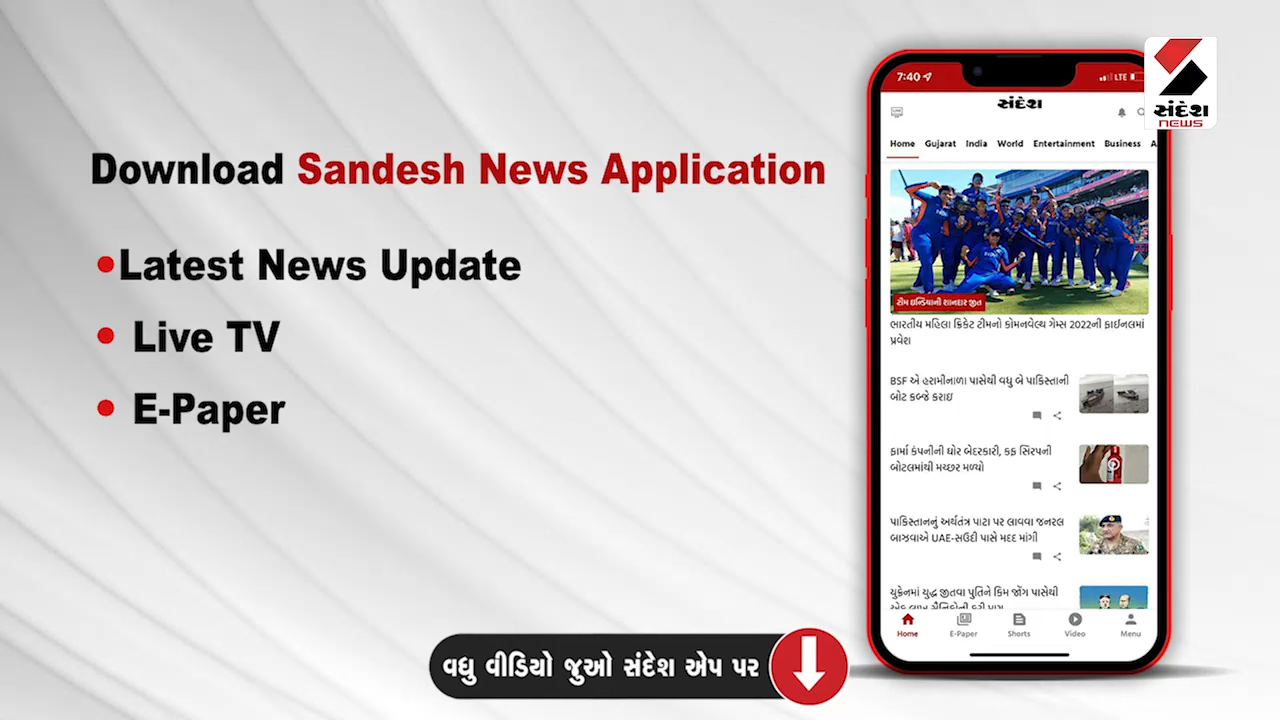 Download Sandesh News Application
•Latest News Update
• Live TV
• E-Paper
સંદેશ
NEWS
7:40
LTE
સંદેશ
Home Gujarat India World Entertainment Business A
INDIA
ટીમ ઇન્ડિયાની શાનદાર જીત
ભારતીય મહિલા ક્રિકેટ ટીમનો કોમનવેલ્થ ગેમ્સ 2022ની ફાઈનલમાં
પ્રવેશ
BSF એ હરામીનાળા પાસેથી વધુ બે પાકિસ્તાની
બોટ કબ્જે કરાઇ
ફાર્મા કંપનીની ઘોર બેદરકારી, કફ સિરપની
બોટલમાંથી મચ્છર મળ્યો
પાકિસ્તાનનું અર્થતંત્ર પાટા પર લાવવા જનરલ
બાઝવાએ UAE-સઉદી પાસે મદદ માંગી
યુક્રેનમાં યુદ્ધ જીતવા પુતિને કિમ જોંગ પાસેથી
Home E-Paper Shorts Video Menu
વધુ વીડિયો જુઓ સંદેશ એપ પર